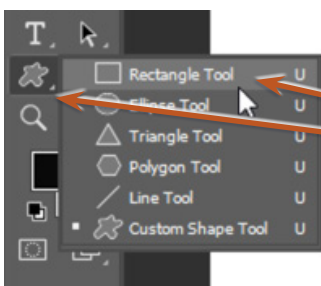 T
Rectangle Tool U
Ellipse Tool U
Triangle Tool U
Polygon Tool U
Line Tool U
Custom Shape Tool U